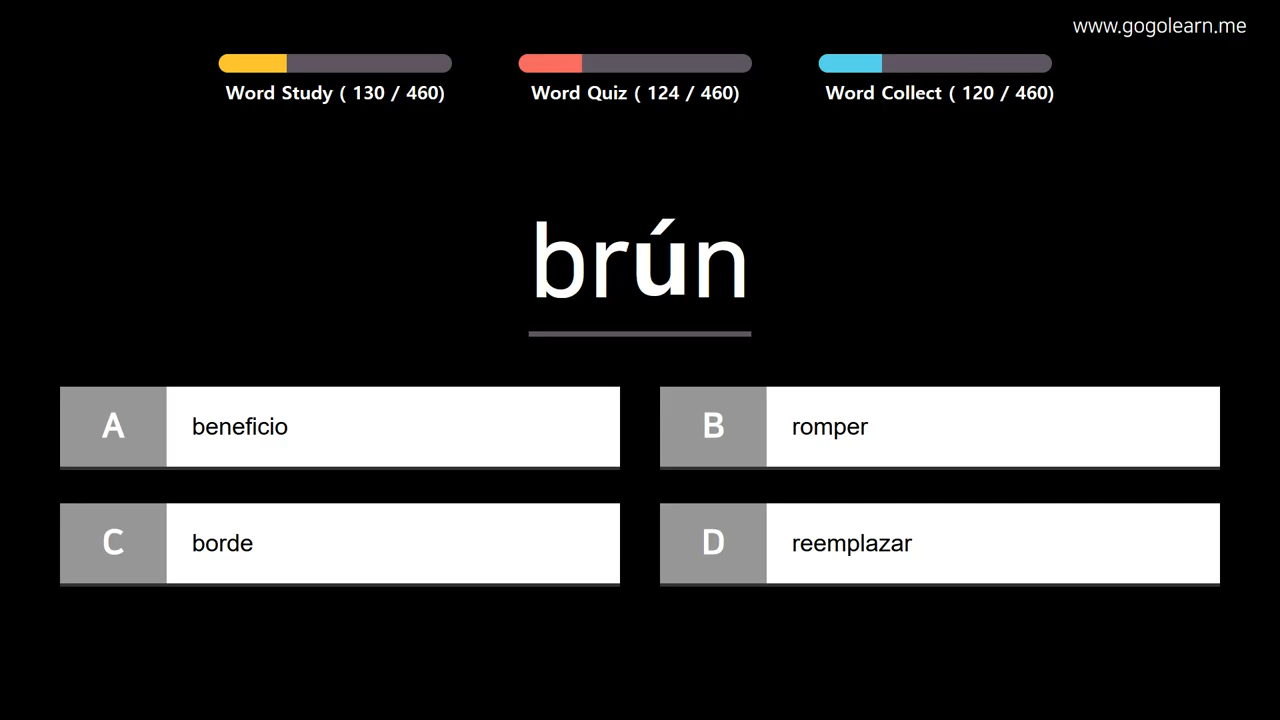 www.gogolearn.me
Word Study ( 130 / 460)
Word Quiz ( 124 / 460)
Word Collect ( 120 / 460)
brún
A beneficio
B romper
C borde
D reemplazar